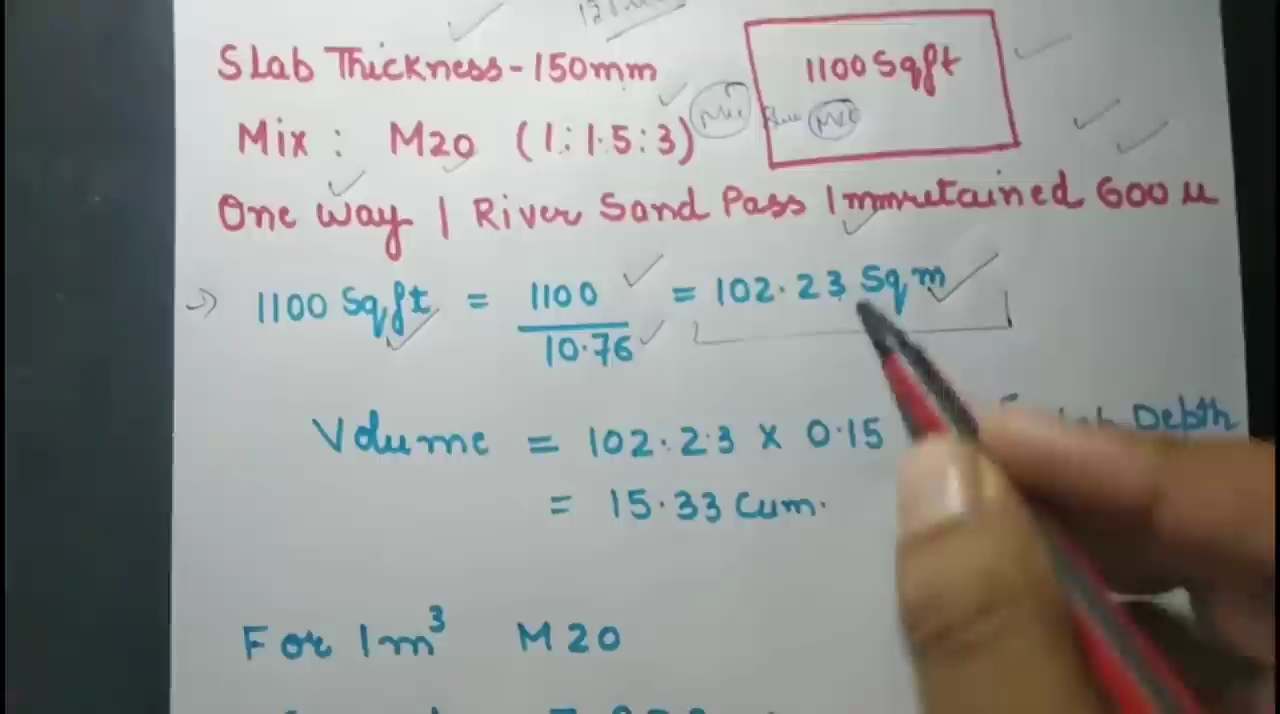 Slab Thickness - 150mm
1100 Sqft
Mix : M20 (1:1.5:3)
One way | River Sand Pass 1mm retained 600 μ
→ 1100 Sqft = 1100 / 10.76 = 102.23 Sq m
Volume = 102.23 x 0.15 Depth
= 15.33 Cum.
For 1m³ M20